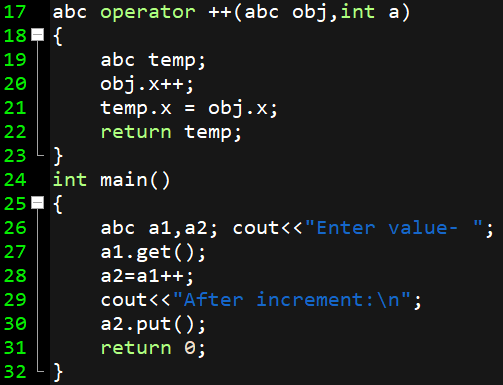 17 abc operator ++(abc obj,int a)
18 {
19 abc temp;
20 obj.x++;
21 temp.x = obj.x;
22 return temp;
23 }
24 int main()
25 {
26 abc a1,a2; cout<<"Enter value- ";
27 a1.get();
28 a2=a1++;
29 cout<<"After increment:\n";
30 a2.put();
31 return 0;
32 }